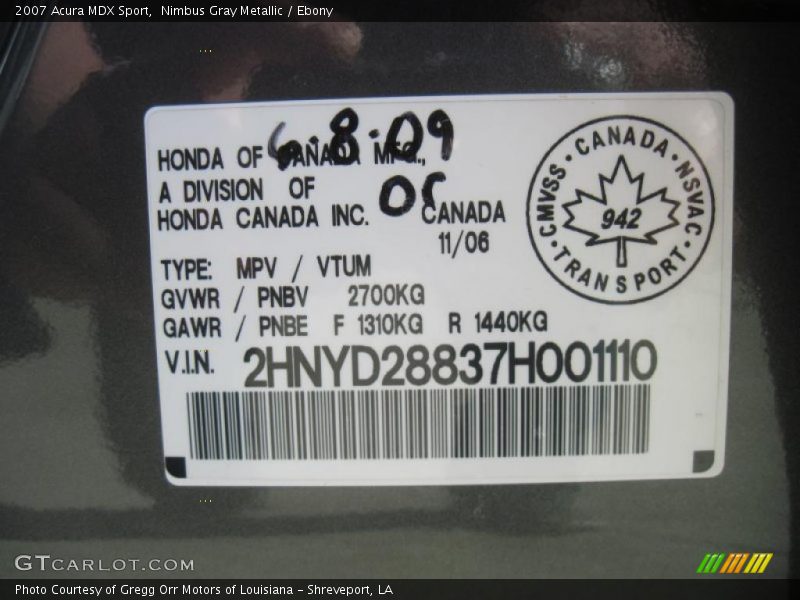 2007 Acura MDX Sport,  Nimbus Gray Metallic / Ebony
6·8·09
HONDA OF CANADA MFG.,
A DIVISION OF
or
HONDA CANADA INC. CANADA
11/06
TYPE: MPV / VTUM
GVWR / PNBV 2700KG
GAWR / PNBE F 1310KG R 1440KG
V.I.N. 2HNYD28837H001110
CMVSS · CANADA · NSVAC · TRANSPORT ·
942
GTCARLOT.COM
Photo Courtesy of Gregg Orr Motors of Louisiana – Shreveport, LA